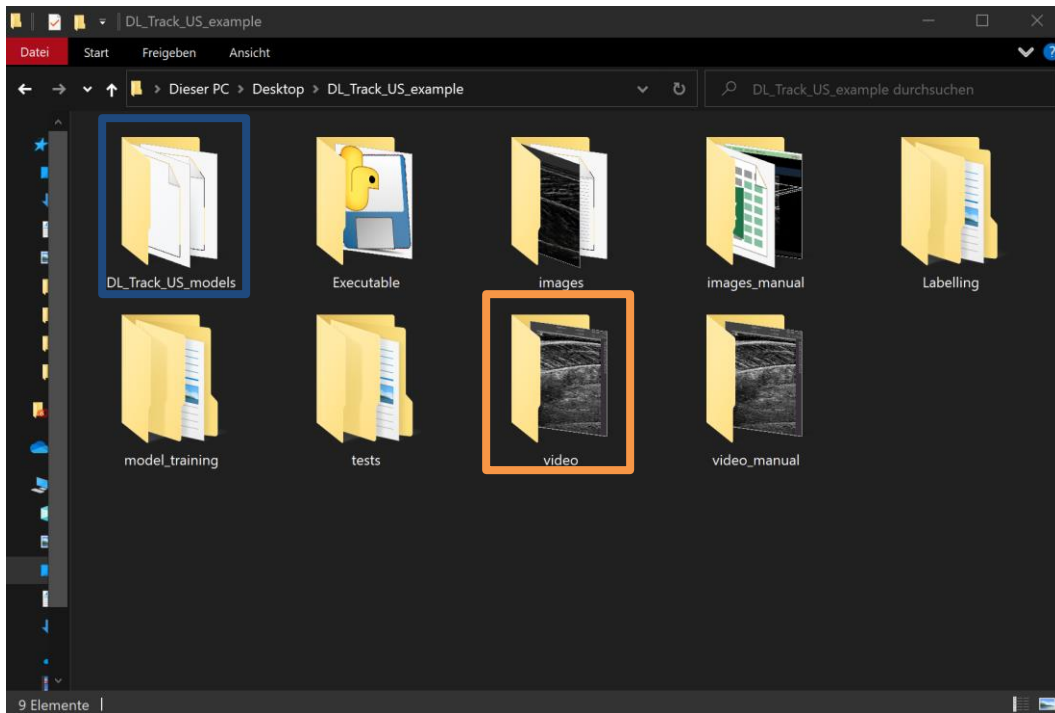 DL_Track_US_example
Datei Start Freigeben Ansicht
Dieser PC > Desktop > DL_Track_US_example
DL_Track_US_example durchsuchen
DL_Track_US_models Executable images images_manual Labelling
model_training tests video video_manual
9 Elemente